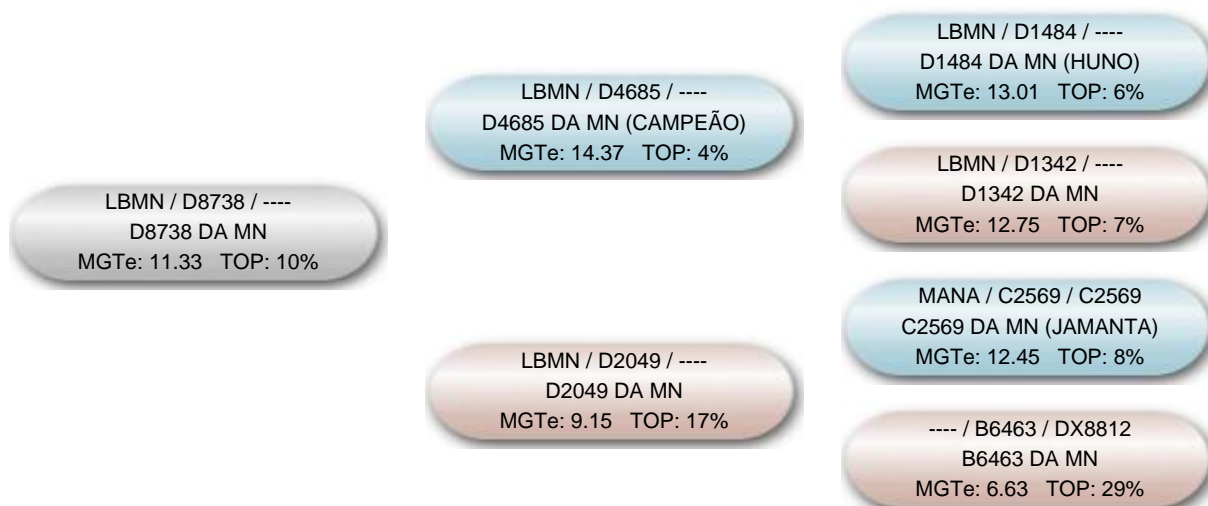 LBMN / D8738 / ----
D8738 DA MN
MGTe: 11.33 TOP: 10%
LBMN / D4685 / ----
D4685 DA MN (CAMPEÃO)
MGTe: 14.37 TOP: 4%
LBMN / D2049 / ----
D2049 DA MN
MGTe: 9.15 TOP: 17%
LBMN / D1484 / ----
D1484 DA MN (HUNO)
MGTe: 13.01 TOP: 6%
LBMN / D1342 / ----
D1342 DA MN
MGTe: 12.75 TOP: 7%
MANA / C2569 / C2569
C2569 DA MN (JAMANTA)
MGTe: 12.45 TOP: 8%
---- / B6463 / DX8812
B6463 DA MN
MGTe: 6.63 TOP: 29%